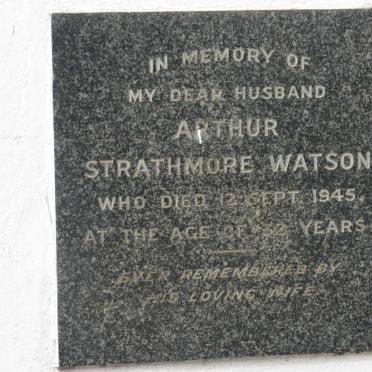 IN MEMORY OF
MY DEAR HUSBAND
ARTHUR
STRATHMORE WATSON
WHO DIED 12 SEPT. 1945,
AT THE AGE OF 52 YEARS
EVER REMEMBERED BY
HIS LOVING WIFE